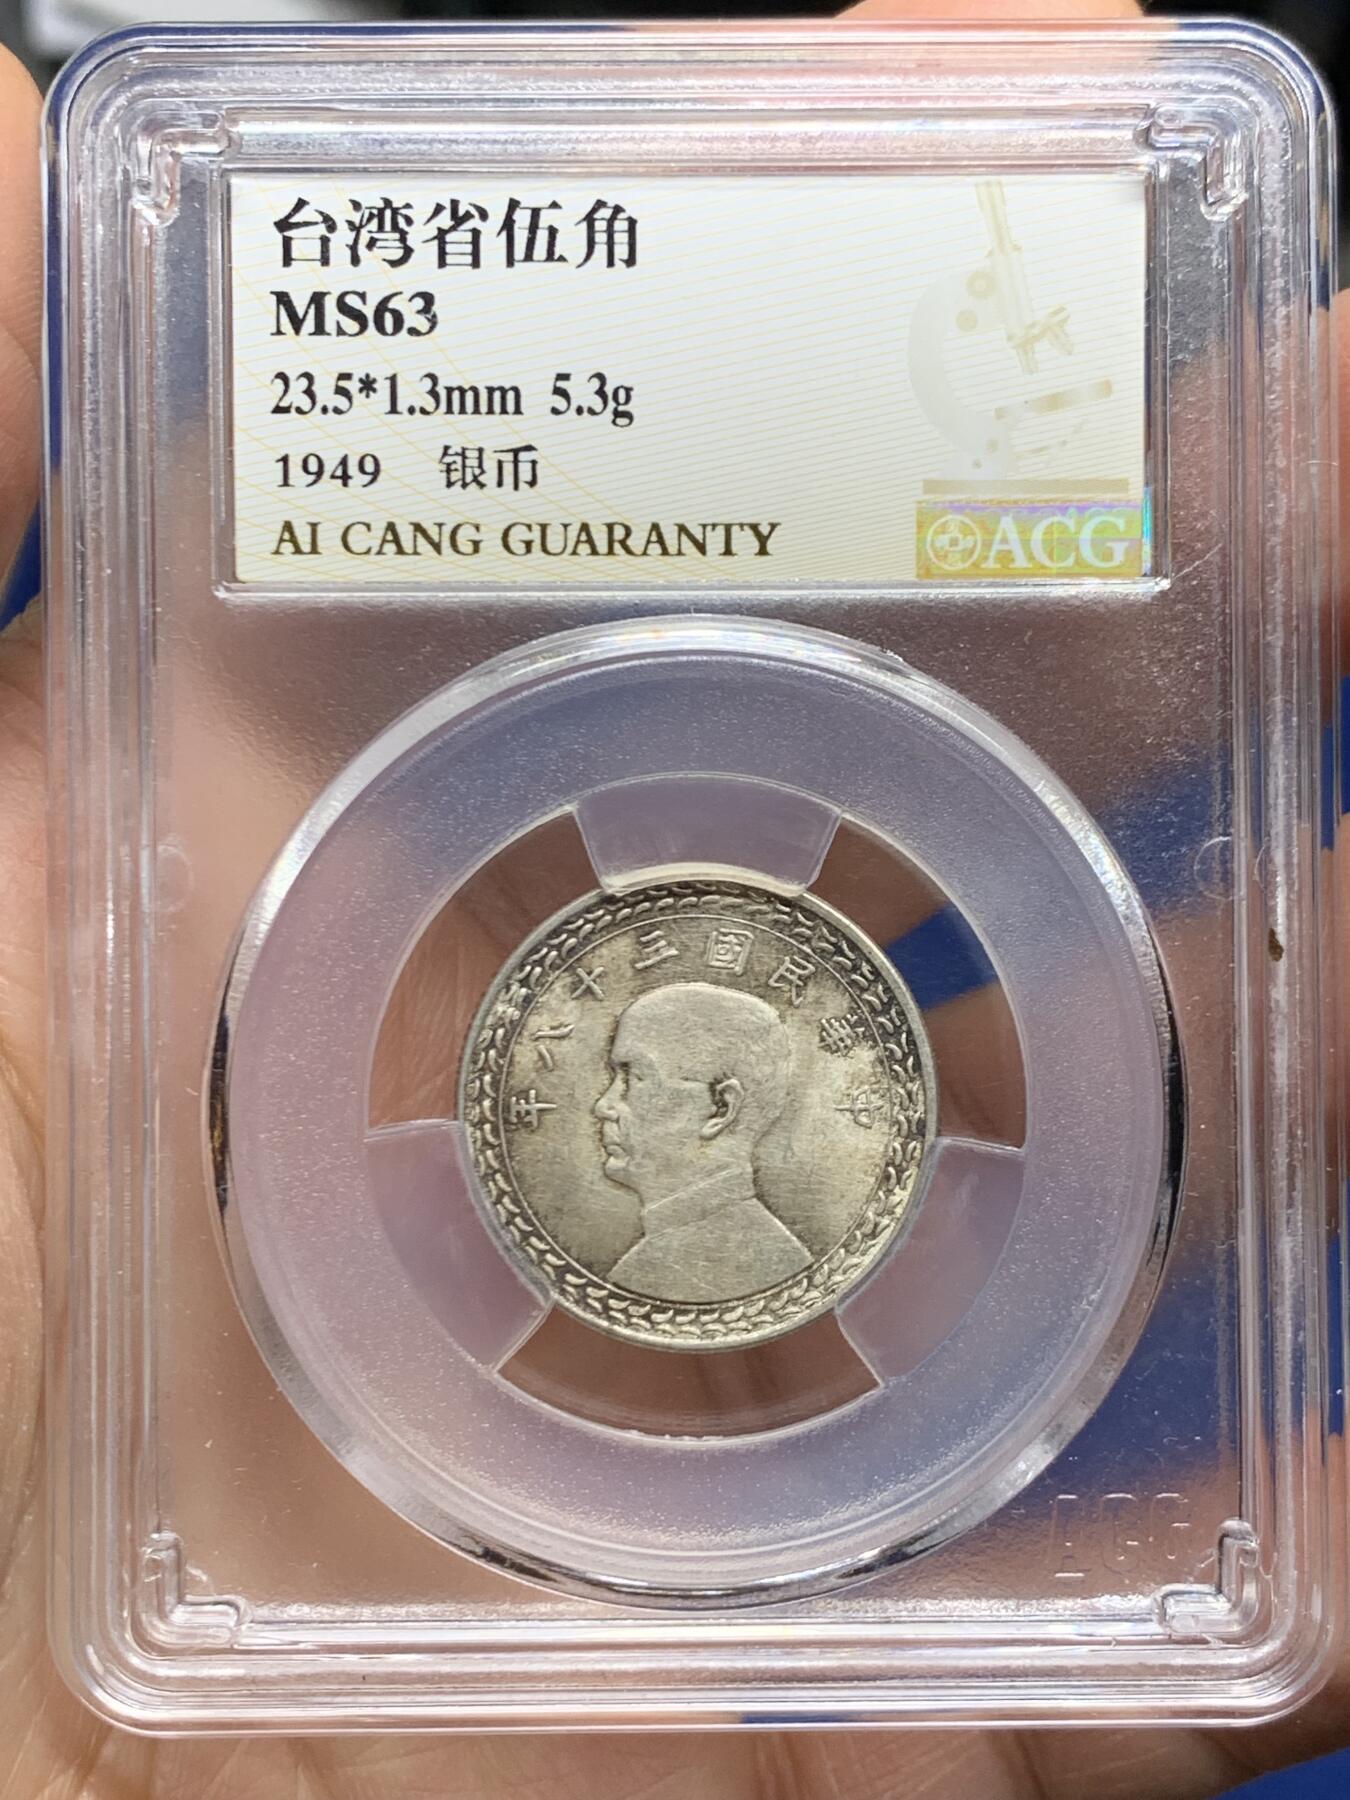 台湾省伍角
MS63
23.5*1.3mm 5.3g
1949 银币
AI CANG GUARANTY
ACG
中華民國三十八年
ACG